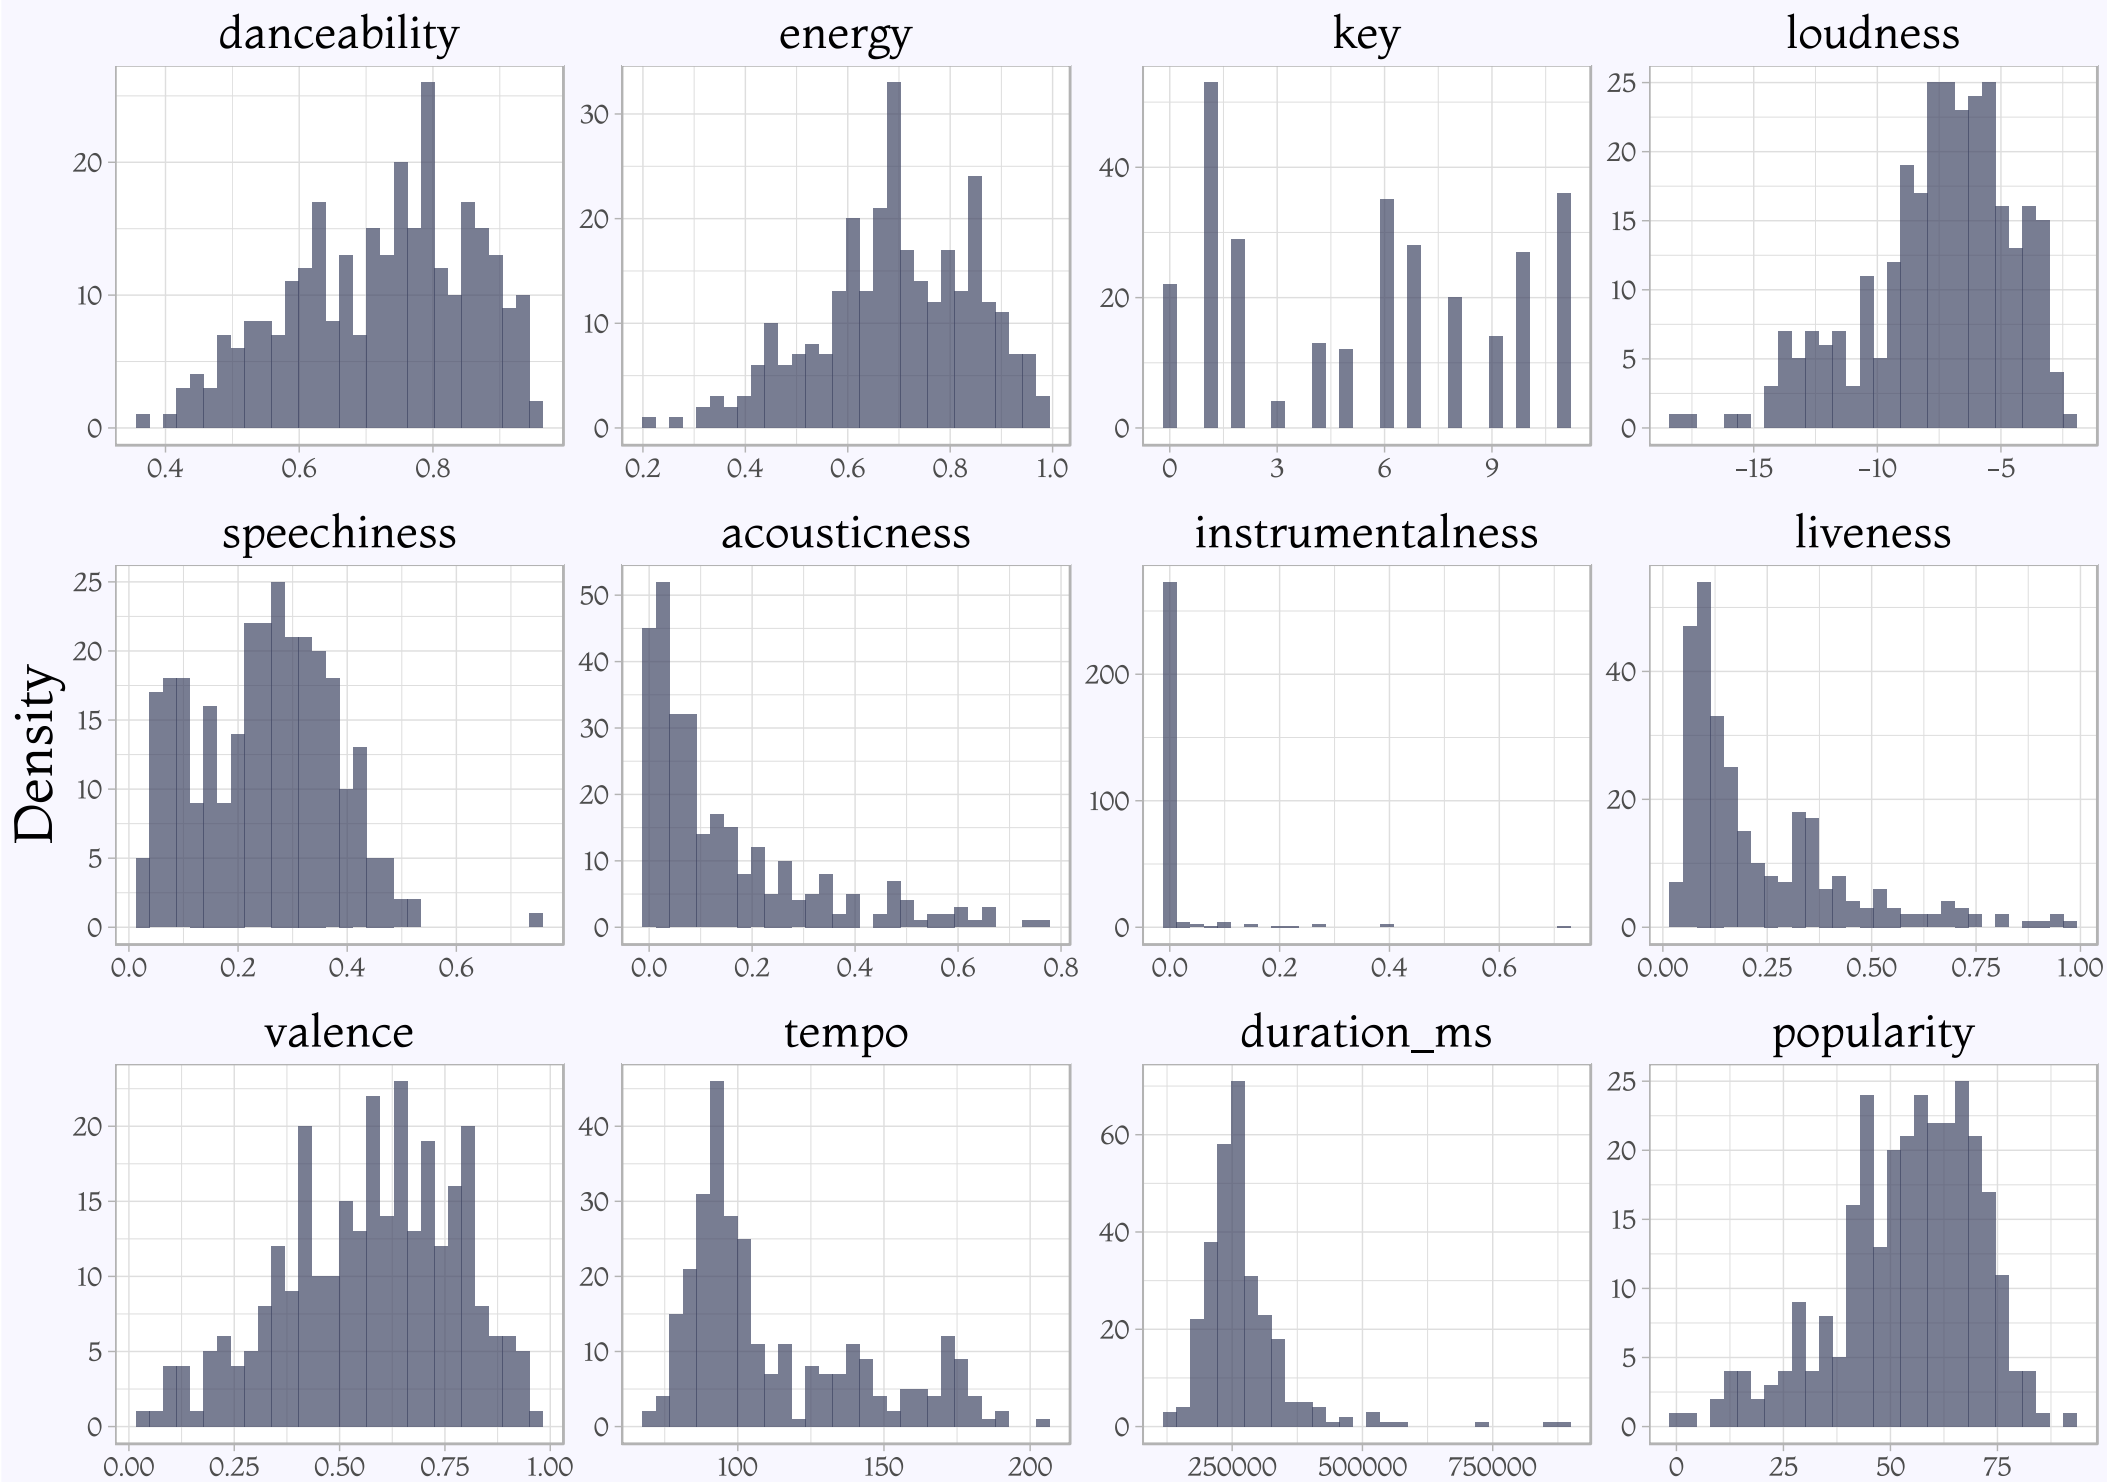 danceability energy key loudness
30 25
20 40 20
20 15
10 20 10
10 5
0 0 0 0
0.4 0.6 0.8 0.2 0.4 0.6 0.8 1.0 0 3 6 9 -15 -10 -5
speechiness acousticness instrumentalness liveness
25 50
20 40 200 40
15 30
10 20 100 20
5 10
0 0 0 0
0.0 0.2 0.4 0.6 0.0 0.2 0.4 0.6 0.8 0.0 0.2 0.4 0.6 0.00 0.25 0.50 0.75 1.00
Density
valence tempo duration_ms popularity
25
20 40 60 20
15 30 40 15
10 20 10
5 10 20 5
0 0 0 0
0.00 0.25 0.50 0.75 1.00 100 150 200 250000 500000 750000 0 25 50 75